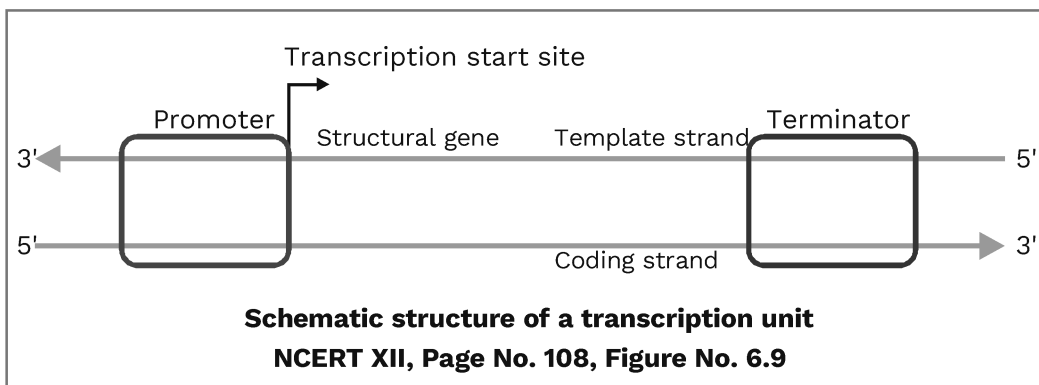 Transcription start site
Promoter
Terminator
Structural gene
Template strand
3'
5'
5'
3'
Coding strand
Schematic structure of a transcription unit
NCERT XII, Page No. 108, Figure No. 6.9